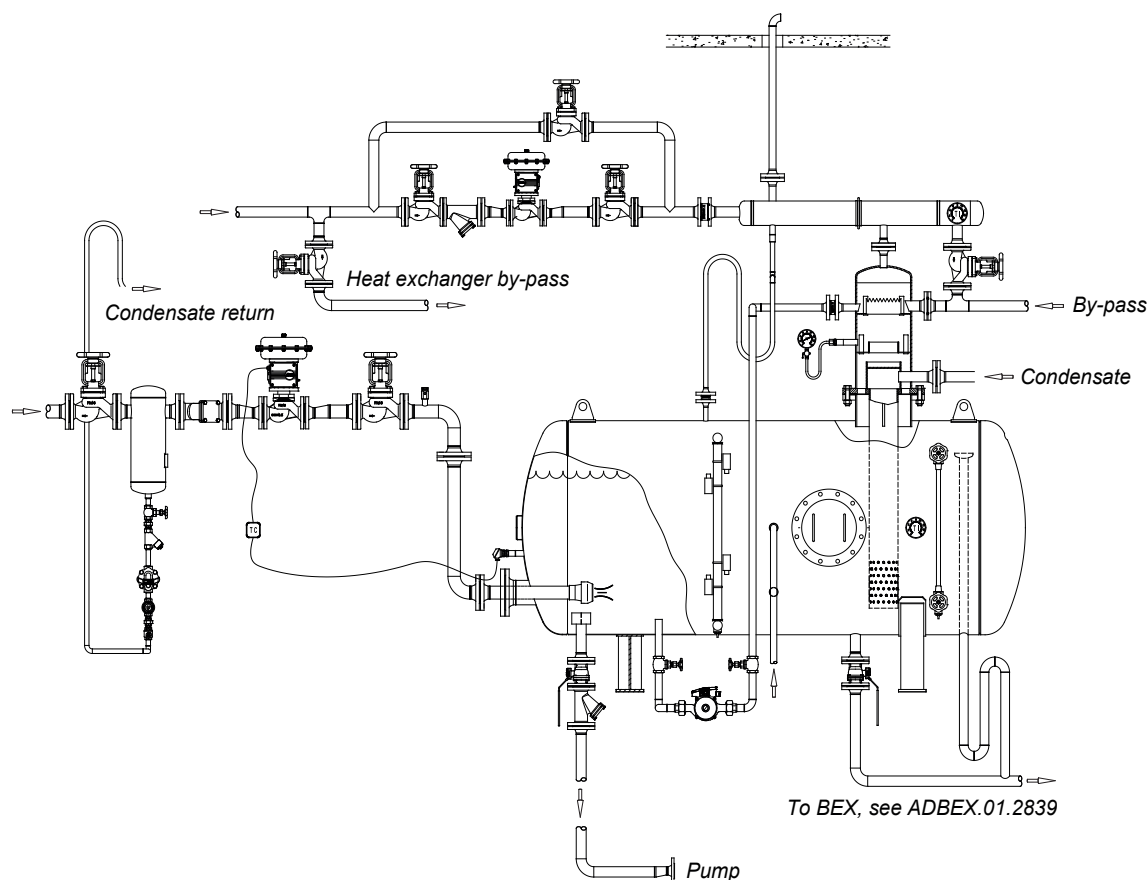 Heat exchanger by-pass
Condensate return
By-pass
Condensate
TC
To BEX, see ADBEX.01.2839
Pump